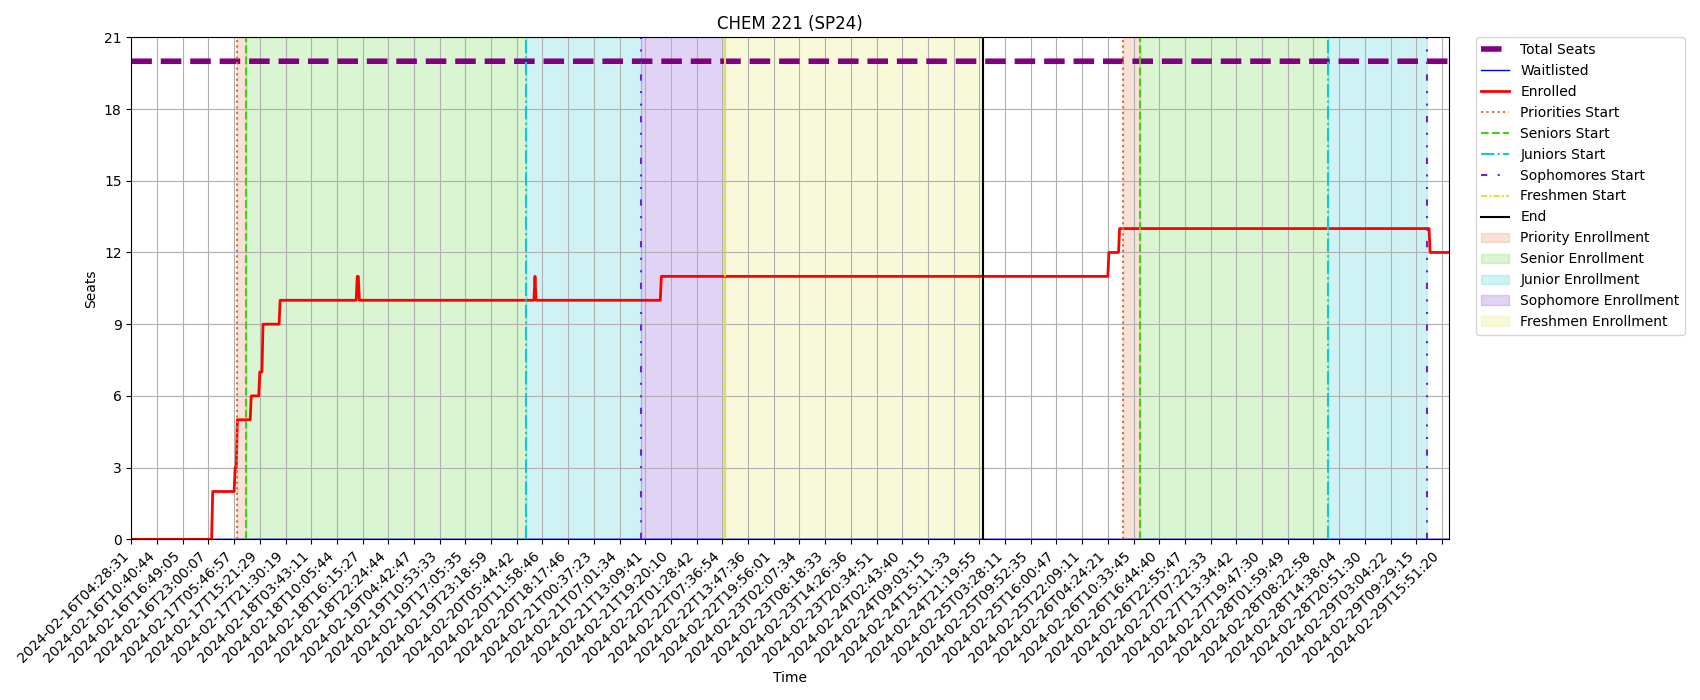 CHEM 221 (SP24)
Seats
21
18
15
12
9
6
3
0
2024-02-16T04:28:31
2024-02-16T10:40:44
2024-02-16T16:49:05
2024-02-16T23:00:07
2024-02-17T05:46:57
2024-02-17T15:21:29
2024-02-17T21:30:19
2024-02-18T03:43:11
2024-02-18T10:05:44
2024-02-18T16:15:27
2024-02-18T22:24:44
2024-02-19T04:42:47
2024-02-19T10:53:33
2024-02-19T17:05:35
2024-02-19T23:18:59
2024-02-20T05:44:42
2024-02-20T11:58:46
2024-02-20T18:17:46
2024-02-21T00:37:23
2024-02-21T07:01:34
2024-02-21T13:09:41
2024-02-21T19:20:10
2024-02-22T01:28:42
2024-02-22T07:36:54
2024-02-22T13:47:36
2024-02-22T19:56:01
2024-02-23T02:07:34
2024-02-23T08:18:33
2024-02-23T14:26:36
2024-02-23T20:34:51
2024-02-24T02:43:40
2024-02-24T09:03:15
2024-02-24T15:11:33
2024-02-24T21:19:55
2024-02-25T03:28:11
2024-02-25T09:52:35
2024-02-25T16:00:47
2024-02-25T22:09:11
2024-02-26T04:24:21
2024-02-26T10:33:45
2024-02-26T16:44:40
2024-02-26T22:55:47
2024-02-27T07:22:33
2024-02-27T13:34:42
2024-02-27T19:47:30
2024-02-28T01:59:49
2024-02-28T08:22:58
2024-02-28T14:38:04
2024-02-28T20:51:30
2024-02-29T03:04:22
2024-02-29T09:29:15
2024-02-29T15:51:20
Time
Total Seats
Waitlisted
Enrolled
Priorities Start
Seniors Start
Juniors Start
Sophomores Start
Freshmen Start
End
Priority Enrollment
Senior Enrollment
Junior Enrollment
Sophomore Enrollment
Freshmen Enrollment